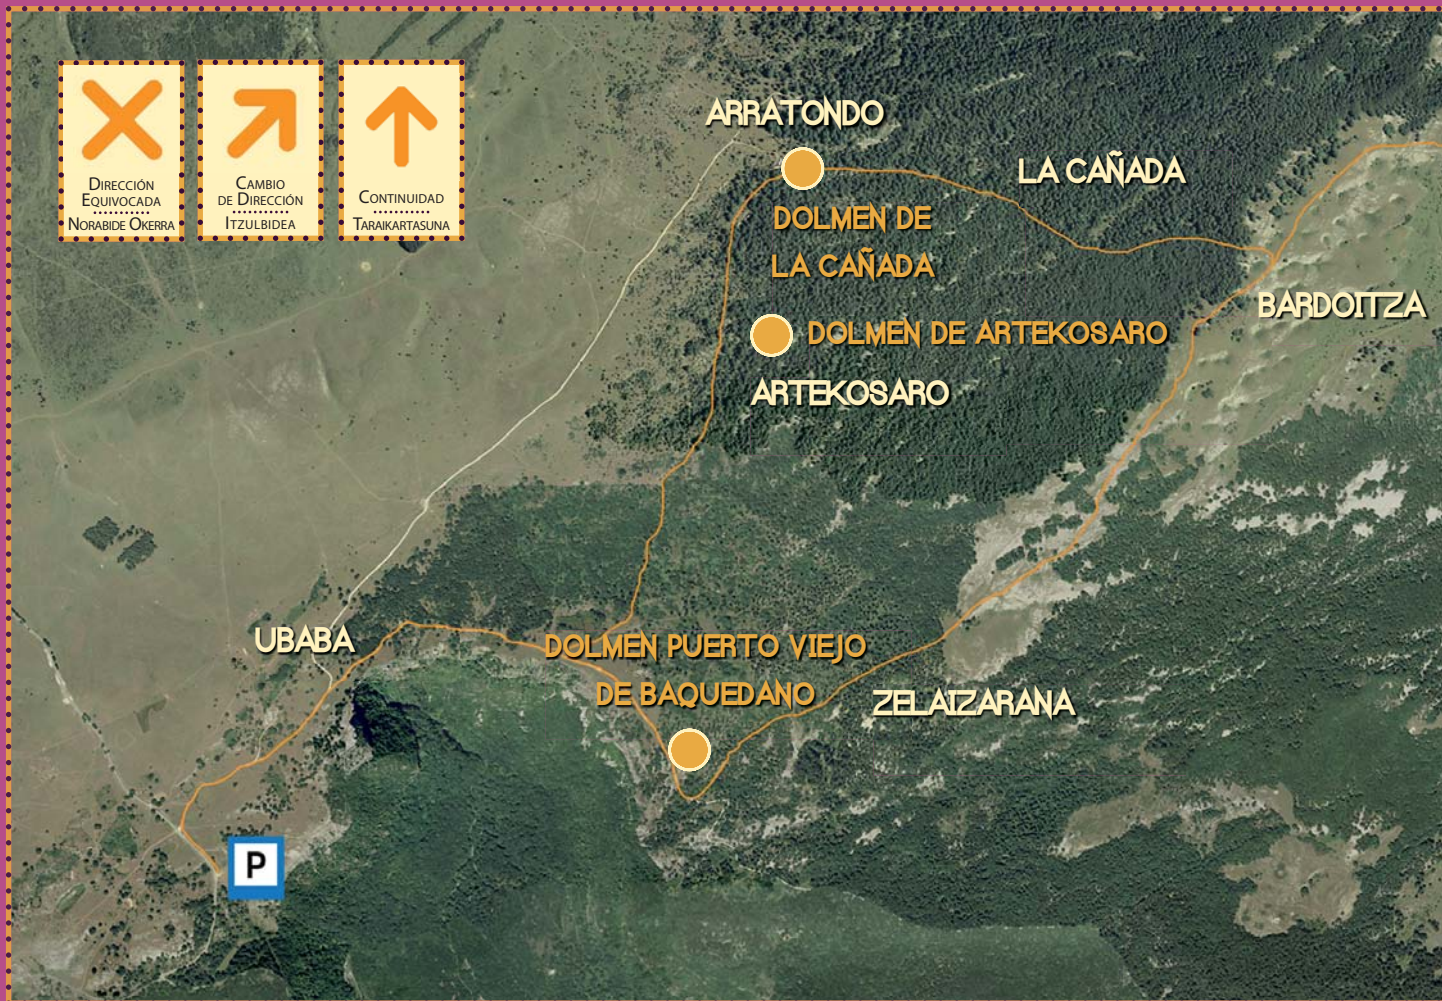 DIRECCIÓN
EQUIVOCADA
NORABIDE OKERRA
CAMBIO
DE DIRECCIÓN
ITZULBIDEA
CONTINUIDAD
TARAIKARTASUNA
ARRATONDO
LA CAÑADA
DOLMEN DE
LA CAÑADA
BARDOITZA
DOLMEN DE ARTEKOSARO
ARTEKOSARO
UBABA
DOLMEN PUERTO VIEJO
DE BAQUEDANO
ZELAIZARANA
P